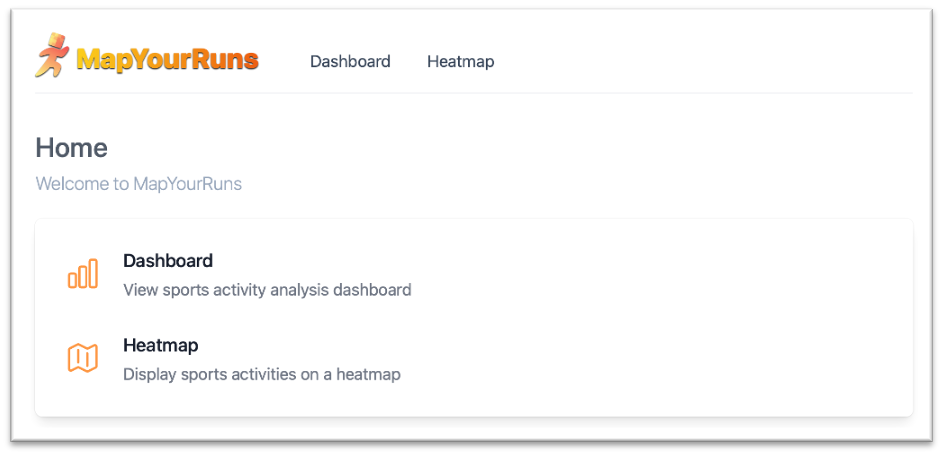 MapYourRuns Dashboard Heatmap
Home
Welcome to MapYourRuns
Dashboard
View sports activity analysis dashboard
Heatmap
Display sports activities on a heatmap